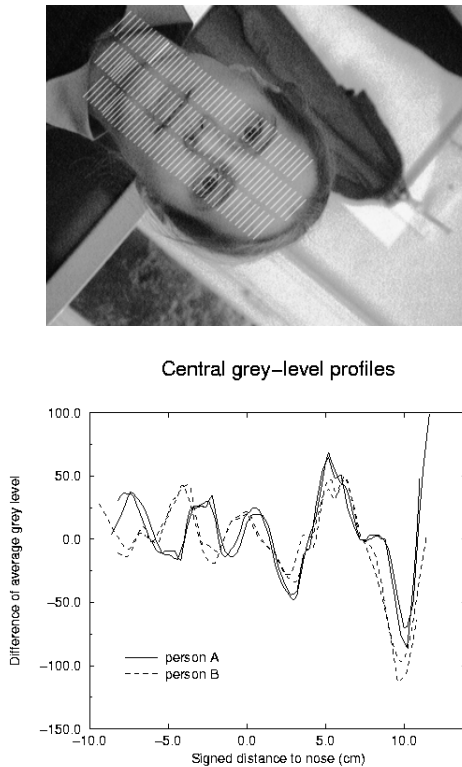 Central grey-level profiles
100.0
50.0
0.0
-50.0
-100.0
-150.0
Difference of average grey level
person A
person B
-10.0 -5.0 0.0 5.0 10.0
Signed distance to nose (cm)